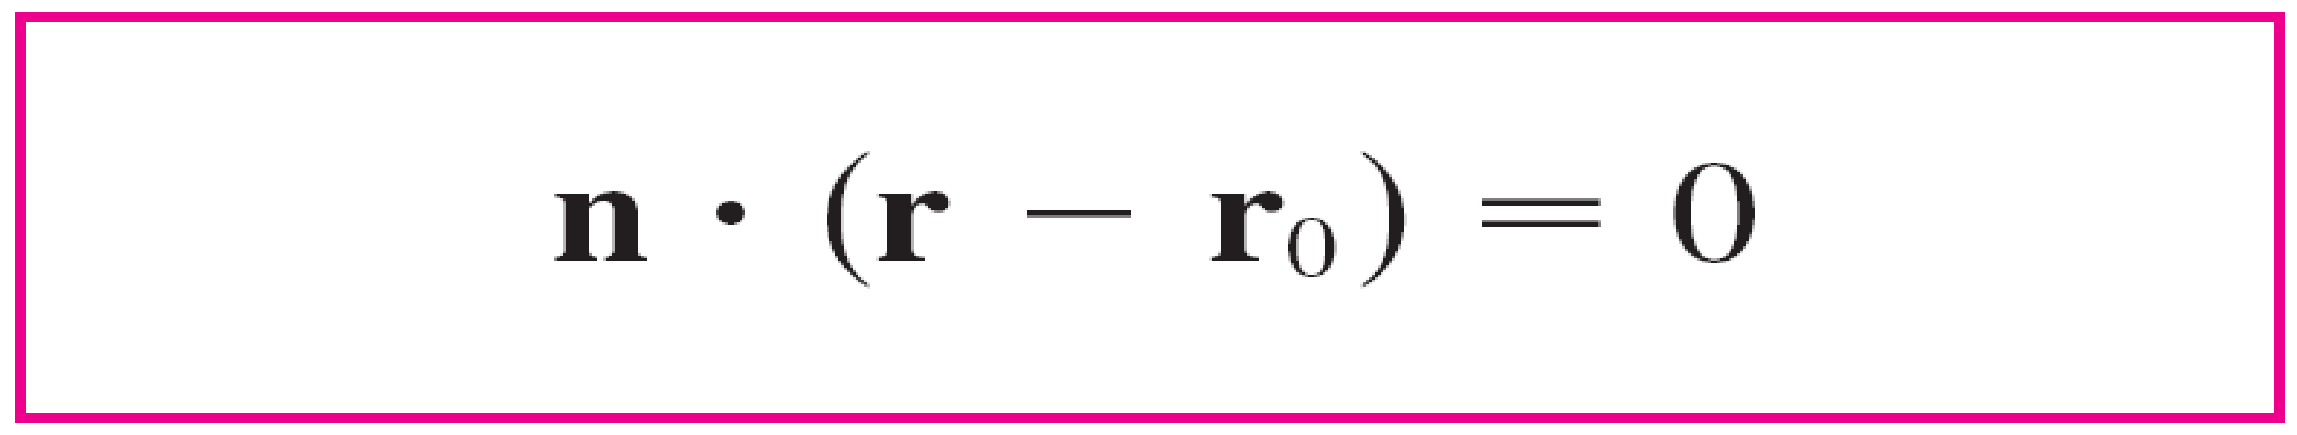 n · (r − r₀) = 0